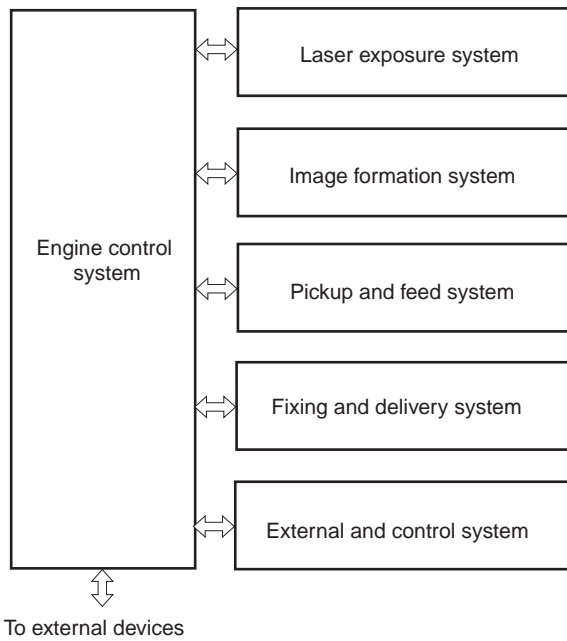 Laser exposure system
Image formation system
Engine control
system
Pickup and feed system
Fixing and delivery system
External and control system
To external devices